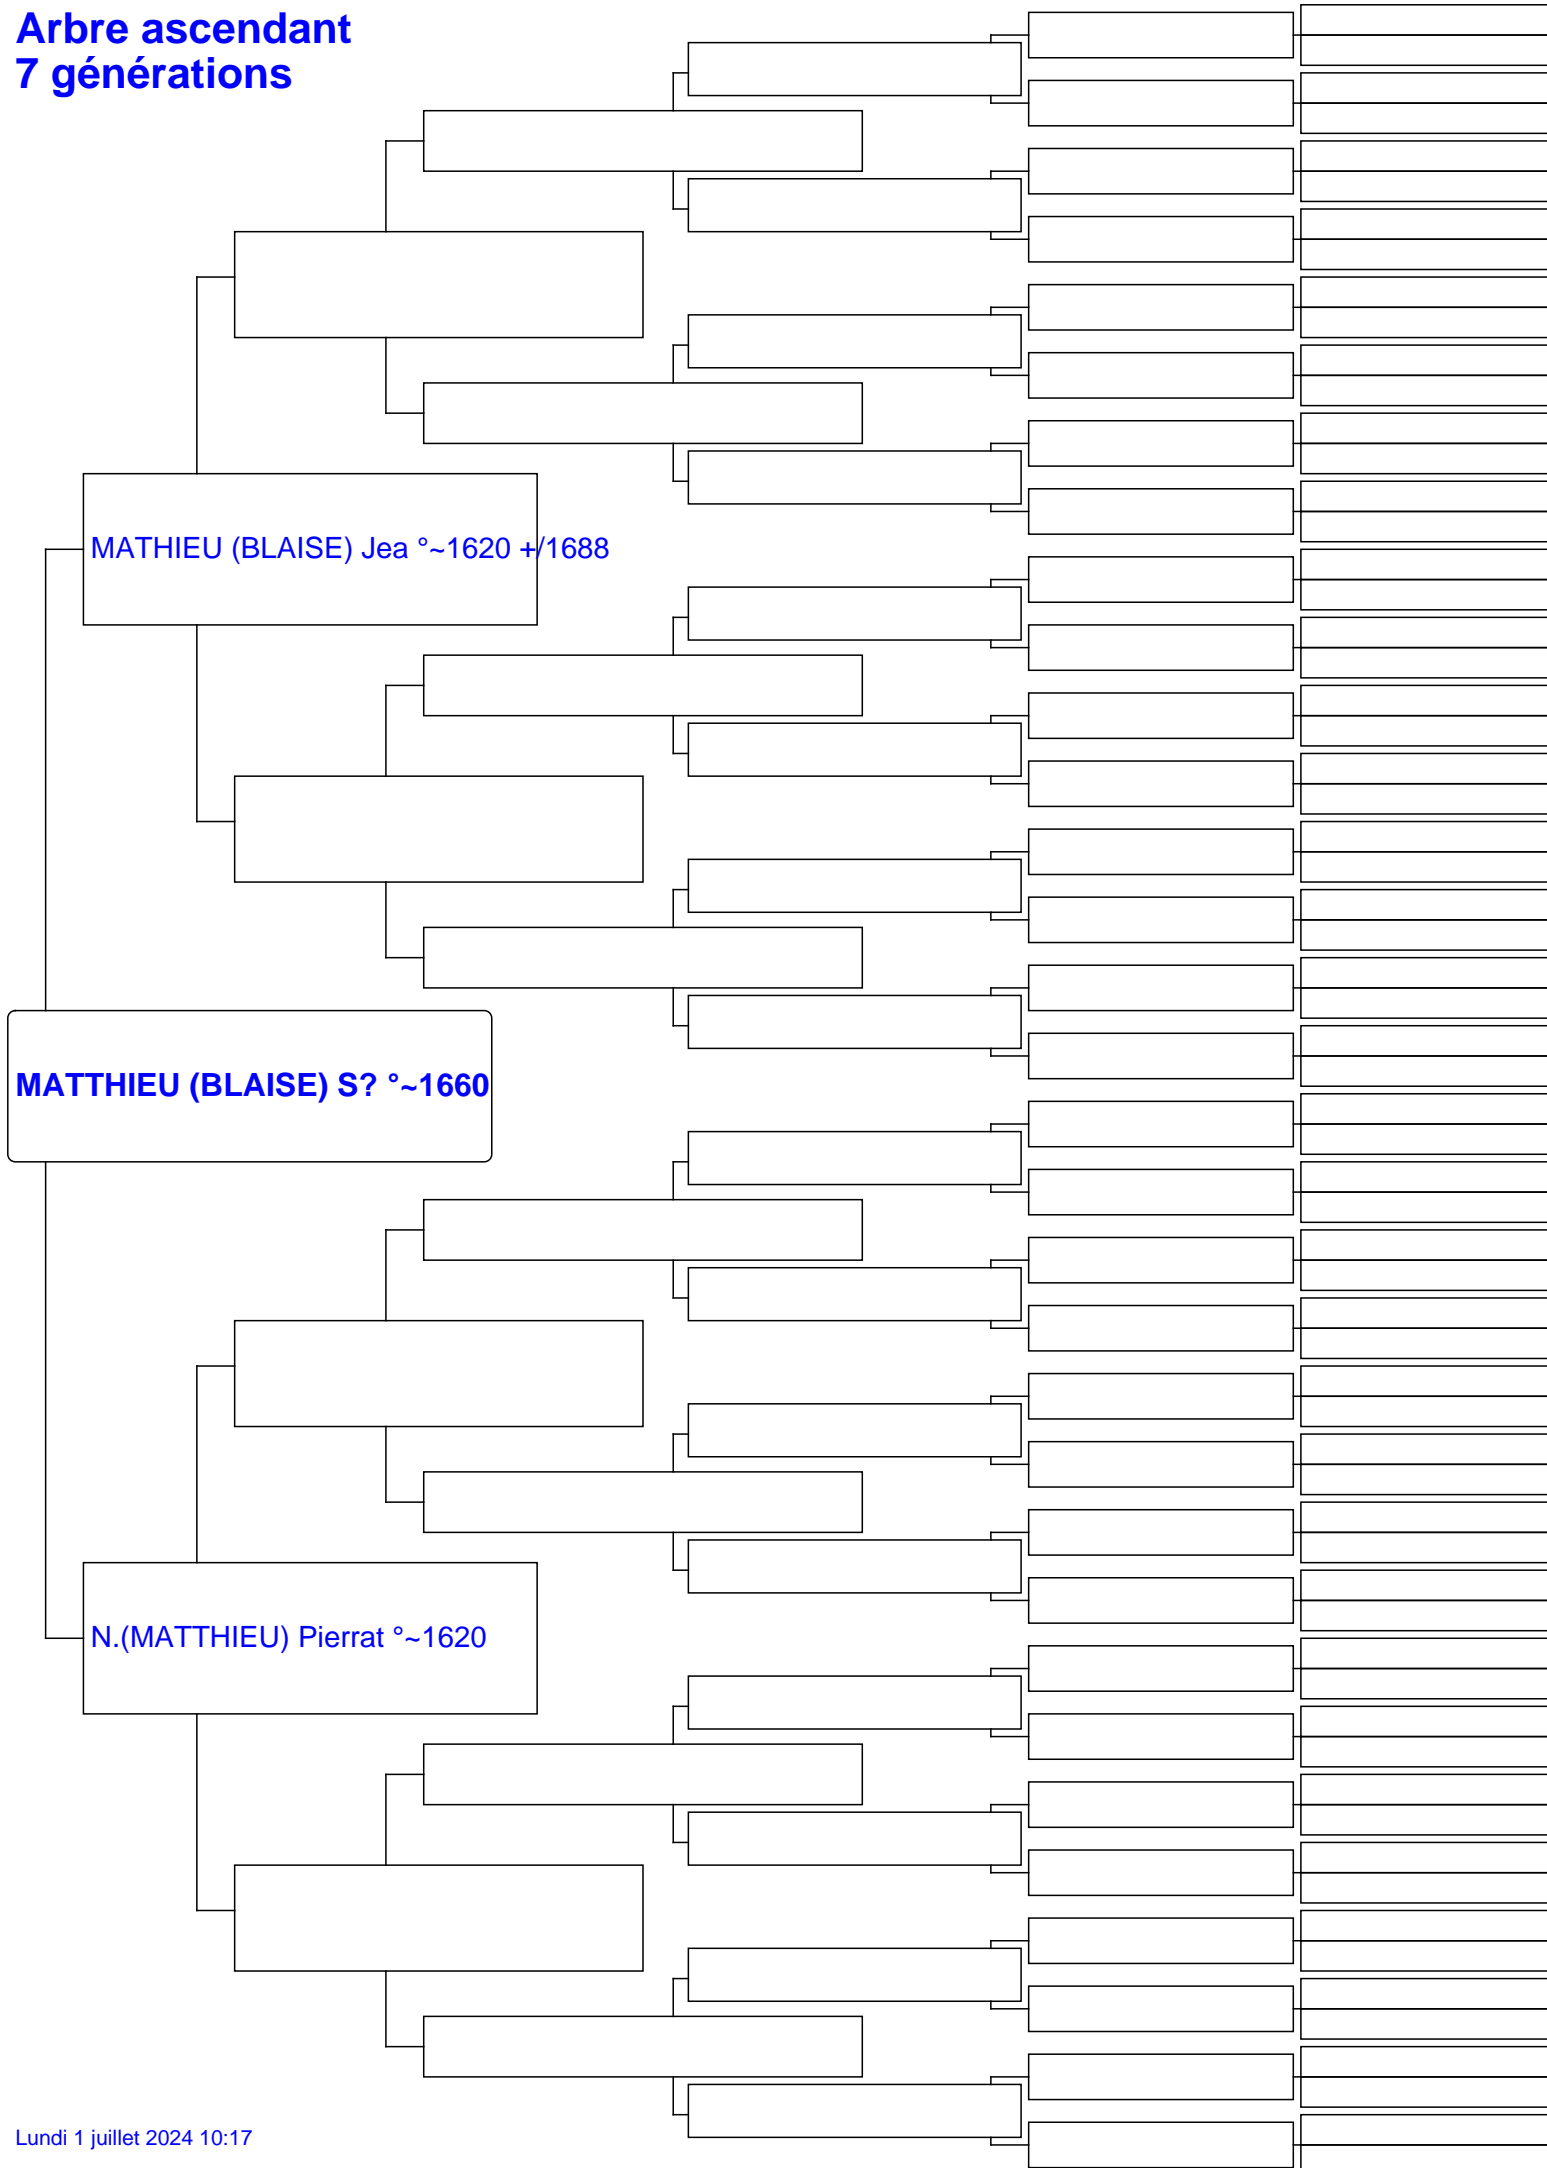 Arbre ascendant
7 générations
MATHIEU (BLAISE) Jea °~1620 +/1688
MATTHIEU (BLAISE) S? °~1660
N.(MATTHIEU) Pierrat °~1620
Lundi 1 juillet 2024 10:17